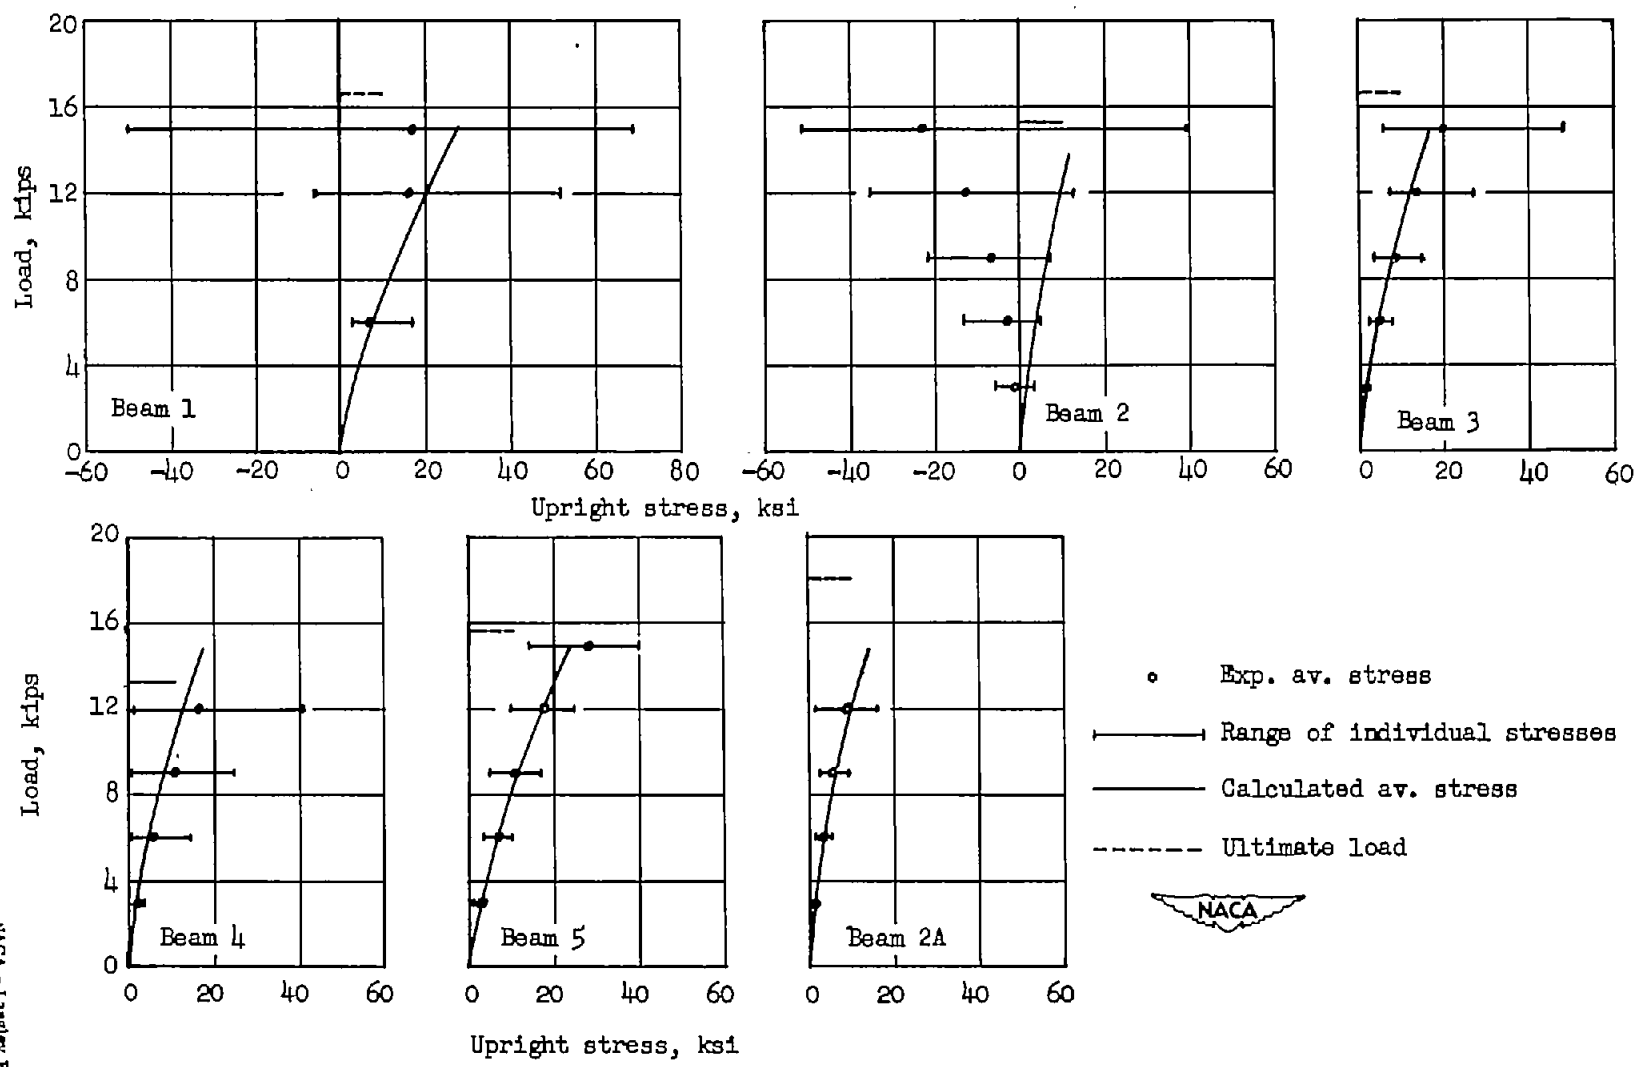 20
16
12
8
4
0
Load, kips
Beam 1
-60 -40 -20 0 20 40 60 80
Beam 2
-60 -40 -20 0 20 40 60
Beam 3
0 20 40 60
Upright stress, ksi
20
16
12
8
4
0
Load, kips
Beam 4
0 20 40 60
Beam 5
0 20 40 60
Beam 2A
0 20 40 60
Upright stress, ksi
Exp. av. stress
Range of individual stresses
Calculated av. stress
Ultimate load
NACA